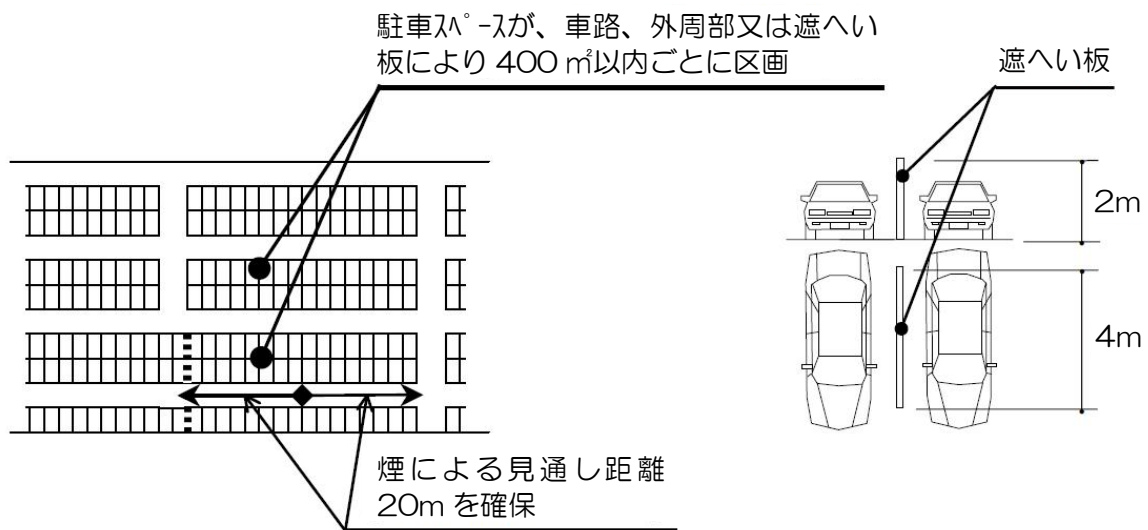 駐車ｽﾍﾟｰｽが、車路、外周部又は遮へい
板により 400 ㎡以内ごとに区画
遮へい板
2m
4m
煙による見通し距離
20m を確保